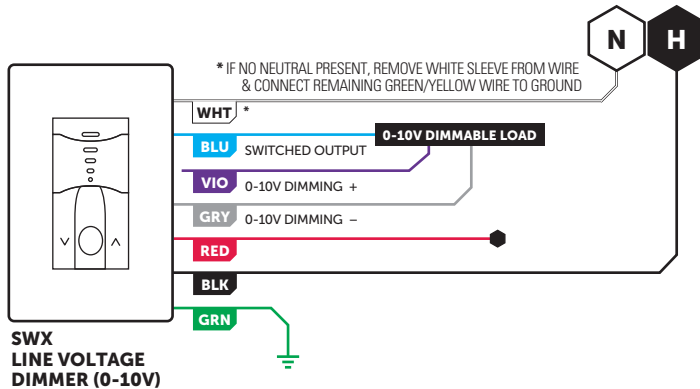 N H
* IF NO NEUTRAL PRESENT, REMOVE WHITE SLEEVE FROM WIRE
& CONNECT REMAINING GREEN/YELLOW WIRE TO GROUND
WHT *
0-10V DIMMABLE LOAD
BLU SWITCHED OUTPUT
VIO 0-10V DIMMING +
GRY 0-10V DIMMING –
RED
BLK
GRN
SWX
LINE VOLTAGE
DIMMER (0-10V)